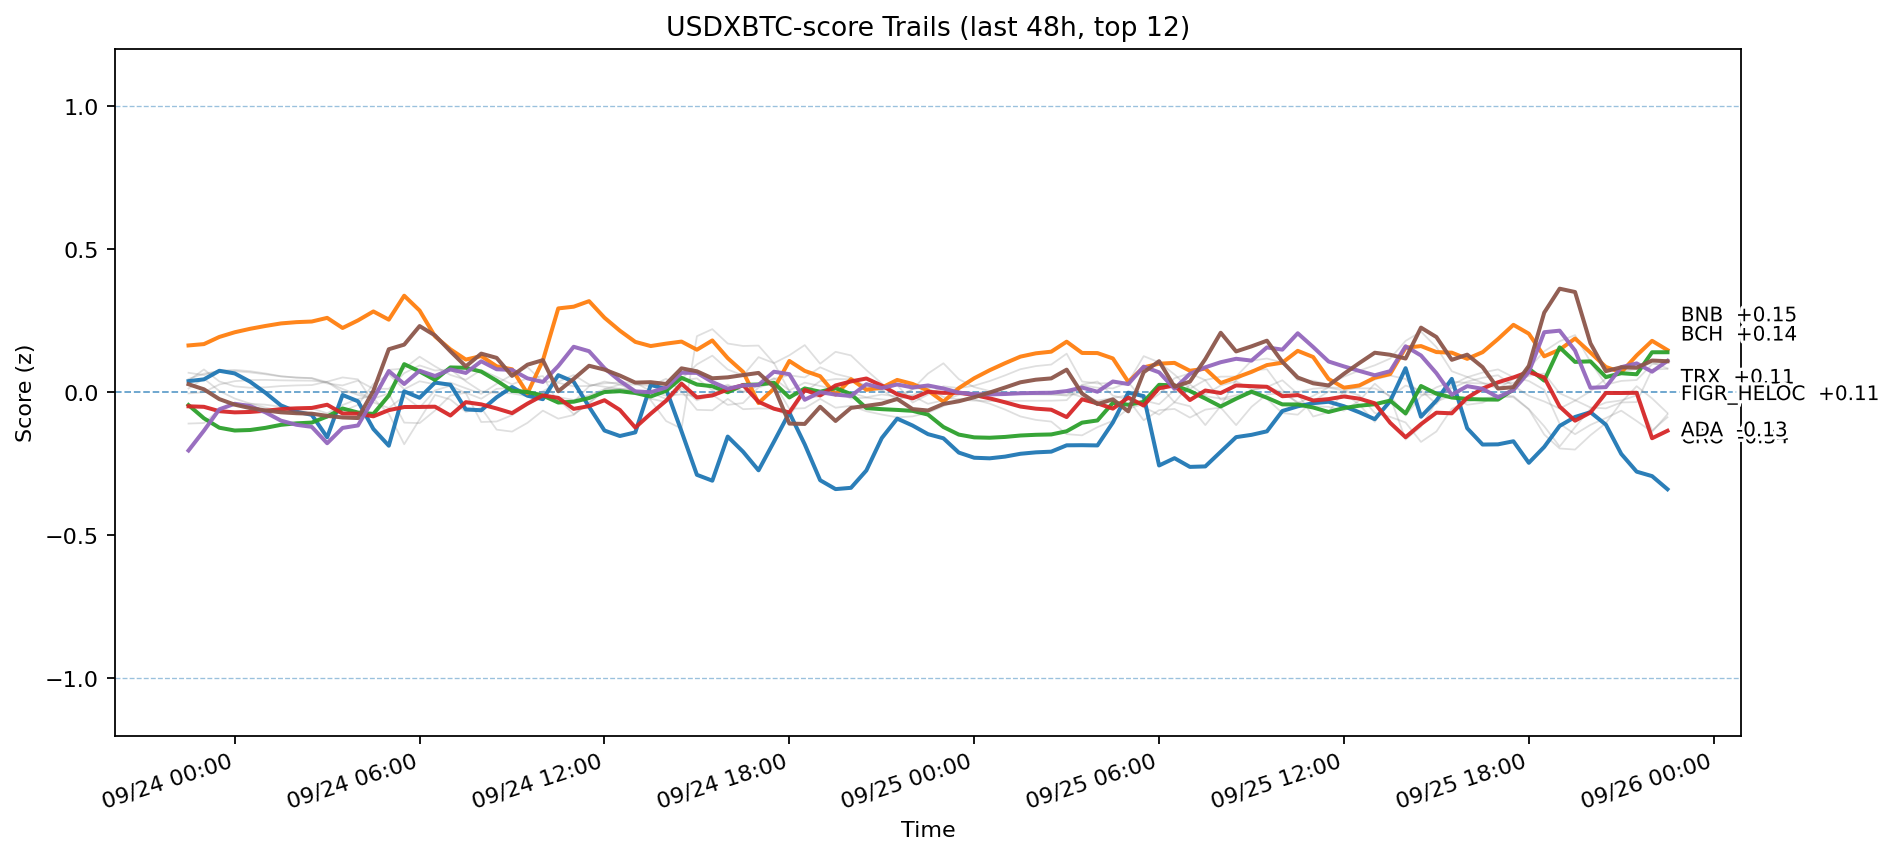 USDXBTC-score Trails (last 48h, top 12)
Score (z)
1.0
0.5
0.0
−0.5
−1.0
BNB +0.15
BCH +0.14
TRX +0.11
FIGR_HELOC +0.11
ADA -0.13
09/24 00:00
09/24 06:00
09/24 12:00
09/24 18:00
09/25 00:00
09/25 06:00
09/25 12:00
09/25 18:00
09/26 00:00
Time